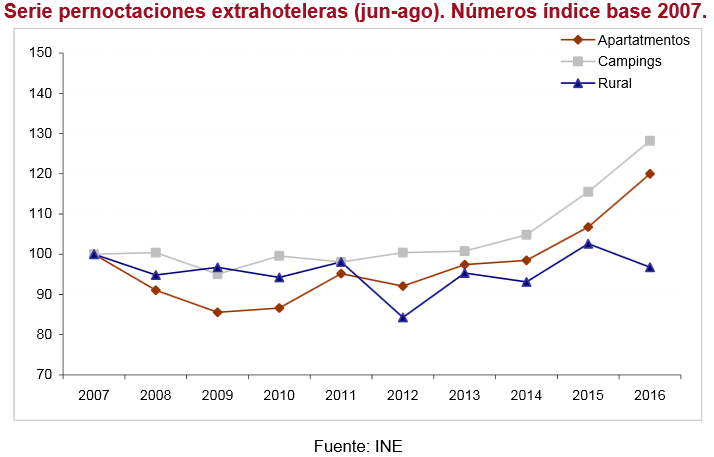 Serie pernoctaciones extrahoteleras (jun-ago). Números índice base 2007.
150
140
130
120
110
100
90
80
70
Apartatmentos
Campings
Rural
2007 2008 2009 2010 2011 2012 2013 2014 2015 2016
Fuente: INE